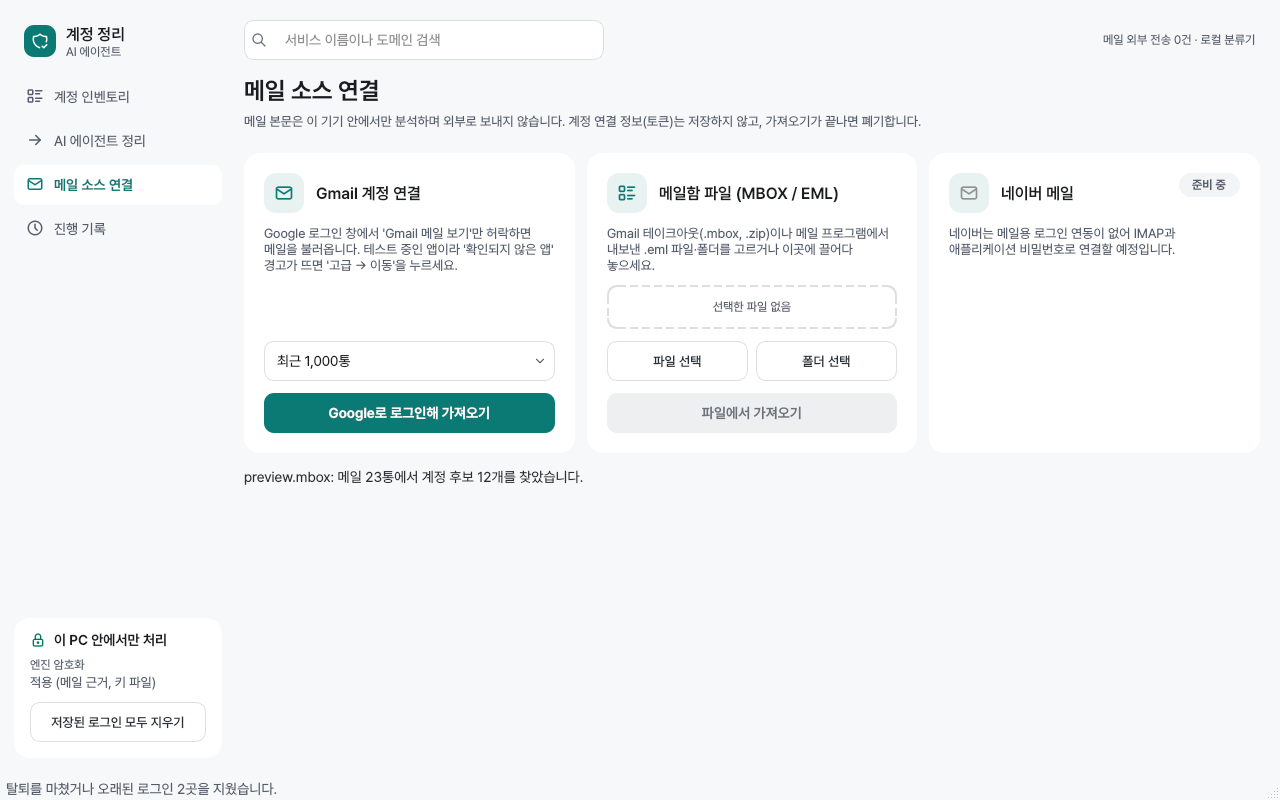 계정 정리
AI 에이전트
서비스 이름이나 도메인 검색
메일 외부 전송 0건 · 로컬 분류기
계정 인벤토리
AI 에이전트 정리
메일 소스 연결
진행 기록
메일 소스 연결
메일 본문은 이 기기 안에서만 분석하며 외부로 보내지 않습니다. 계정 연결 정보(토큰)는 저장하지 않고, 가져오기가 끝나면 폐기합니다.
Gmail 계정 연결
Google 로그인 창에서 'Gmail 메일 보기'만 허락하면
메일을 불러옵니다. 테스트 중인 앱이라 '확인되지 않은 앱'
경고가 뜨면 '고급 → 이동'을 누르세요.
최근 1,000통
Google로 로그인해 가져오기
메일함 파일 (MBOX / EML)
Gmail 테이크아웃(.mbox, .zip)이나 메일 프로그램에서
내보낸 .eml 파일·폴더를 고르거나 이곳에 끌어다
놓으세요.
선택한 파일 없음
파일 선택
폴더 선택
파일에서 가져오기
네이버 메일
준비 중
네이버는 메일용 로그인 연동이 없어 IMAP과
애플리케이션 비밀번호로 연결할 예정입니다.
preview.mbox: 메일 23통에서 계정 후보 12개를 찾았습니다.
이 PC 안에서만 처리
엔진 암호화
적용 (메일 근거, 키 파일)
저장된 로그인 모두 지우기
탈퇴를 마쳤거나 오래된 로그인 2곳을 지웠습니다.